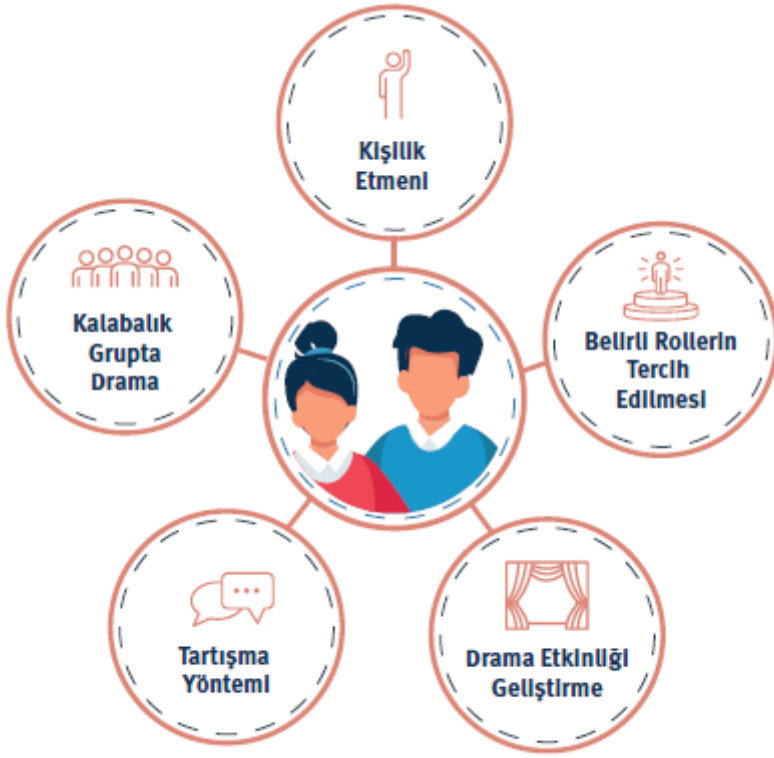 Kişilik
Etmeni
Kalabalık
Grupta
Drama
Belirli Rollerin
Tercih
Edilmesi
Tartışma
Yöntemi
Drama Etkinliği
Geliştirme